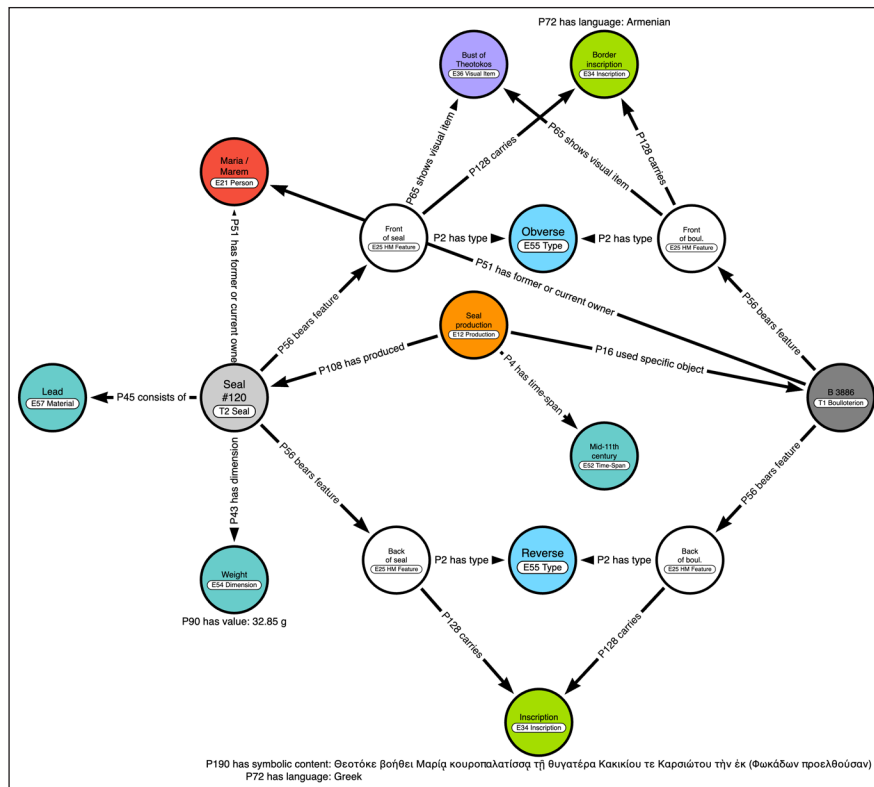 P72 has language: Armenian
Bust of
Theotokos
E36 Visual Item
Border
inscription
E34 Inscription
P65 shows visual item
P128 carries
P65 shows visual item
P128 carries
Maria /
Marem
E21 Person
Front
of seal
E25 HM Feature
P2 has type
Obverse
E55 Type
P2 has type
Front
of boul.
E25 HM Feature
P51 has former or current owner
P51 has former or current owner
P56 bears feature
P56 bears feature
Seal
production
E12 Production
P108 has produced
P16 used specific object
P4 has time-span
Lead
E57 Material
P45 consists of
Seal
#120
T2 Seal
B 3886
T1 Boulloterion
Mid-11th
century
E52 Time-Span
P43 has dimension
P56 bears feature
P56 bears feature
Weight
E54 Dimension
P90 has value: 32.85 g
Back
of seal
E25 HM Feature
P2 has type
Reverse
E55 Type
P2 has type
Back
of boul.
E25 HM Feature
P128 carries
P128 carries
Inscription
E34 Inscription
P190 has symbolic content: Θεοτόκε βοήθει Μαρίᾳ κουροπαλατίσσᾳ τῇ θυγατέρᾳ Κακικίου τε Καρσιώτου τὴν ἐκ (Φωκάδων προελθούσαν)
P72 has language: Greek